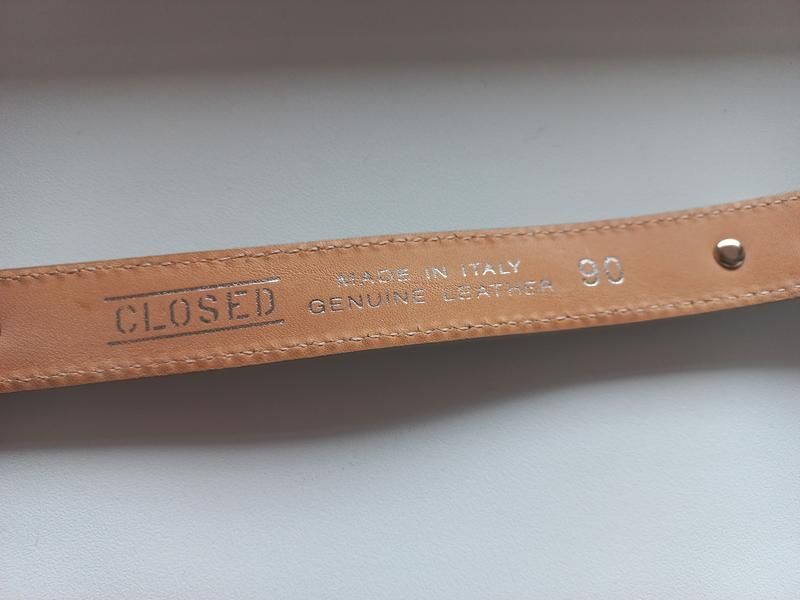 CLOSED
MADE IN ITALY
GENUINE LEATHER
90